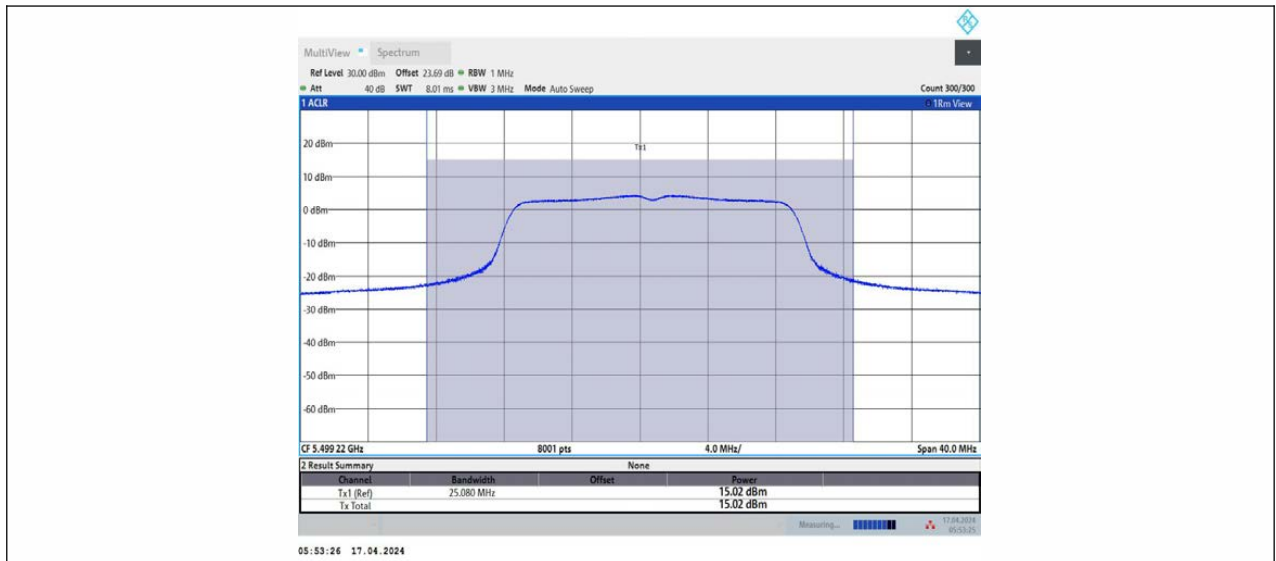 MultiView Spectrum
Ref Level 30.00 dBm Offset 23.69 dB RBW 1 MHz
Att 40 dB SWT 8.01 ms VBW 3 MHz Mode Auto Sweep Count 300/300
1 ACLR 1Rm View
Tx1
20 dBm
10 dBm
0 dBm
-10 dBm
-20 dBm
-30 dBm
-40 dBm
-50 dBm
-60 dBm
CF 5.499 22 GHz 8001 pts 4.0 MHz/ Span 40.0 MHz
2 Result Summary None
Channel Bandwidth Offset Power
Tx1 (Ref) 25.080 MHz 15.02 dBm
Tx Total 15.02 dBm
Measuring... 17.04.2024
05:53:25
05:53:26 17.04.2024